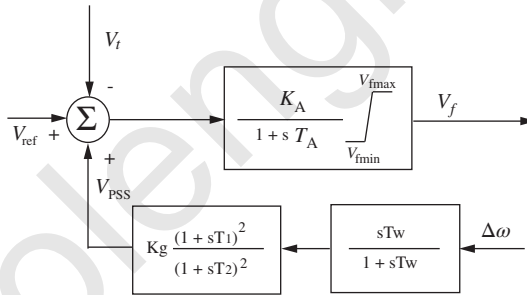 V_t
-
V_fmax
K_A
V_f
Σ
1 + s T_A
V_ref +
+
V_fmin
V_PSS
Kg (1 + sT1)^2
(1 + sT2)^2
sTw
1 + sTw
Δω